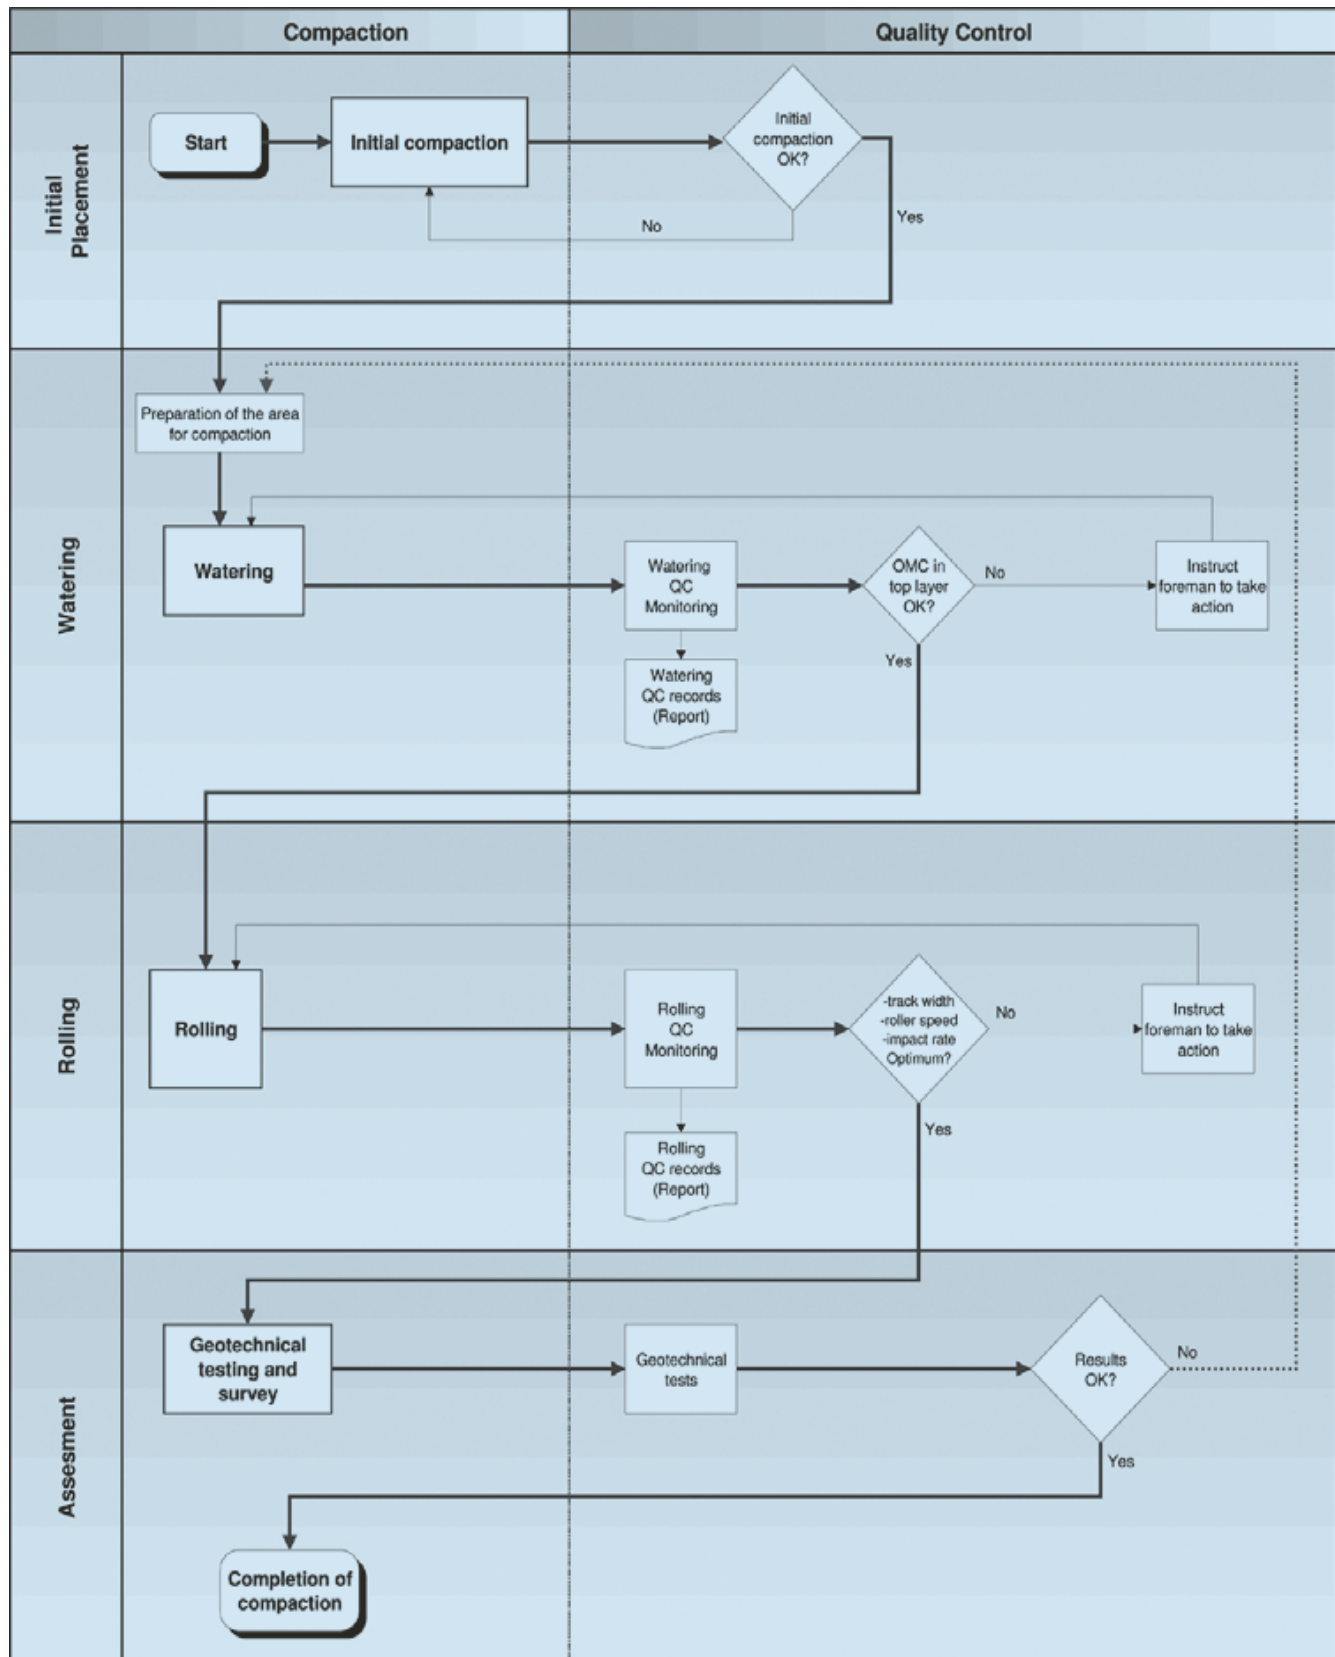 Compaction
Quality Control
Initial
Placement
Start
Initial compaction
Initial
compaction
OK?
No
Yes
Watering
Preparation of the area
for compaction
Watering
Watering
QC
Monitoring
OMC in
top layer
OK?
No
Instruct
foreman to take
action
Yes
Watering
QC records
(Report)
Rolling
Rolling
Rolling
QC
Monitoring
-track width
-roller speed
-impact rate
Optimum?
No
Instruct
foreman to take
action
Yes
Rolling
QC records
(Report)
Assesment
Geotechnical
testing and
survey
Geotechnical
tests
Results
OK?
No
Yes
Completion of
compaction